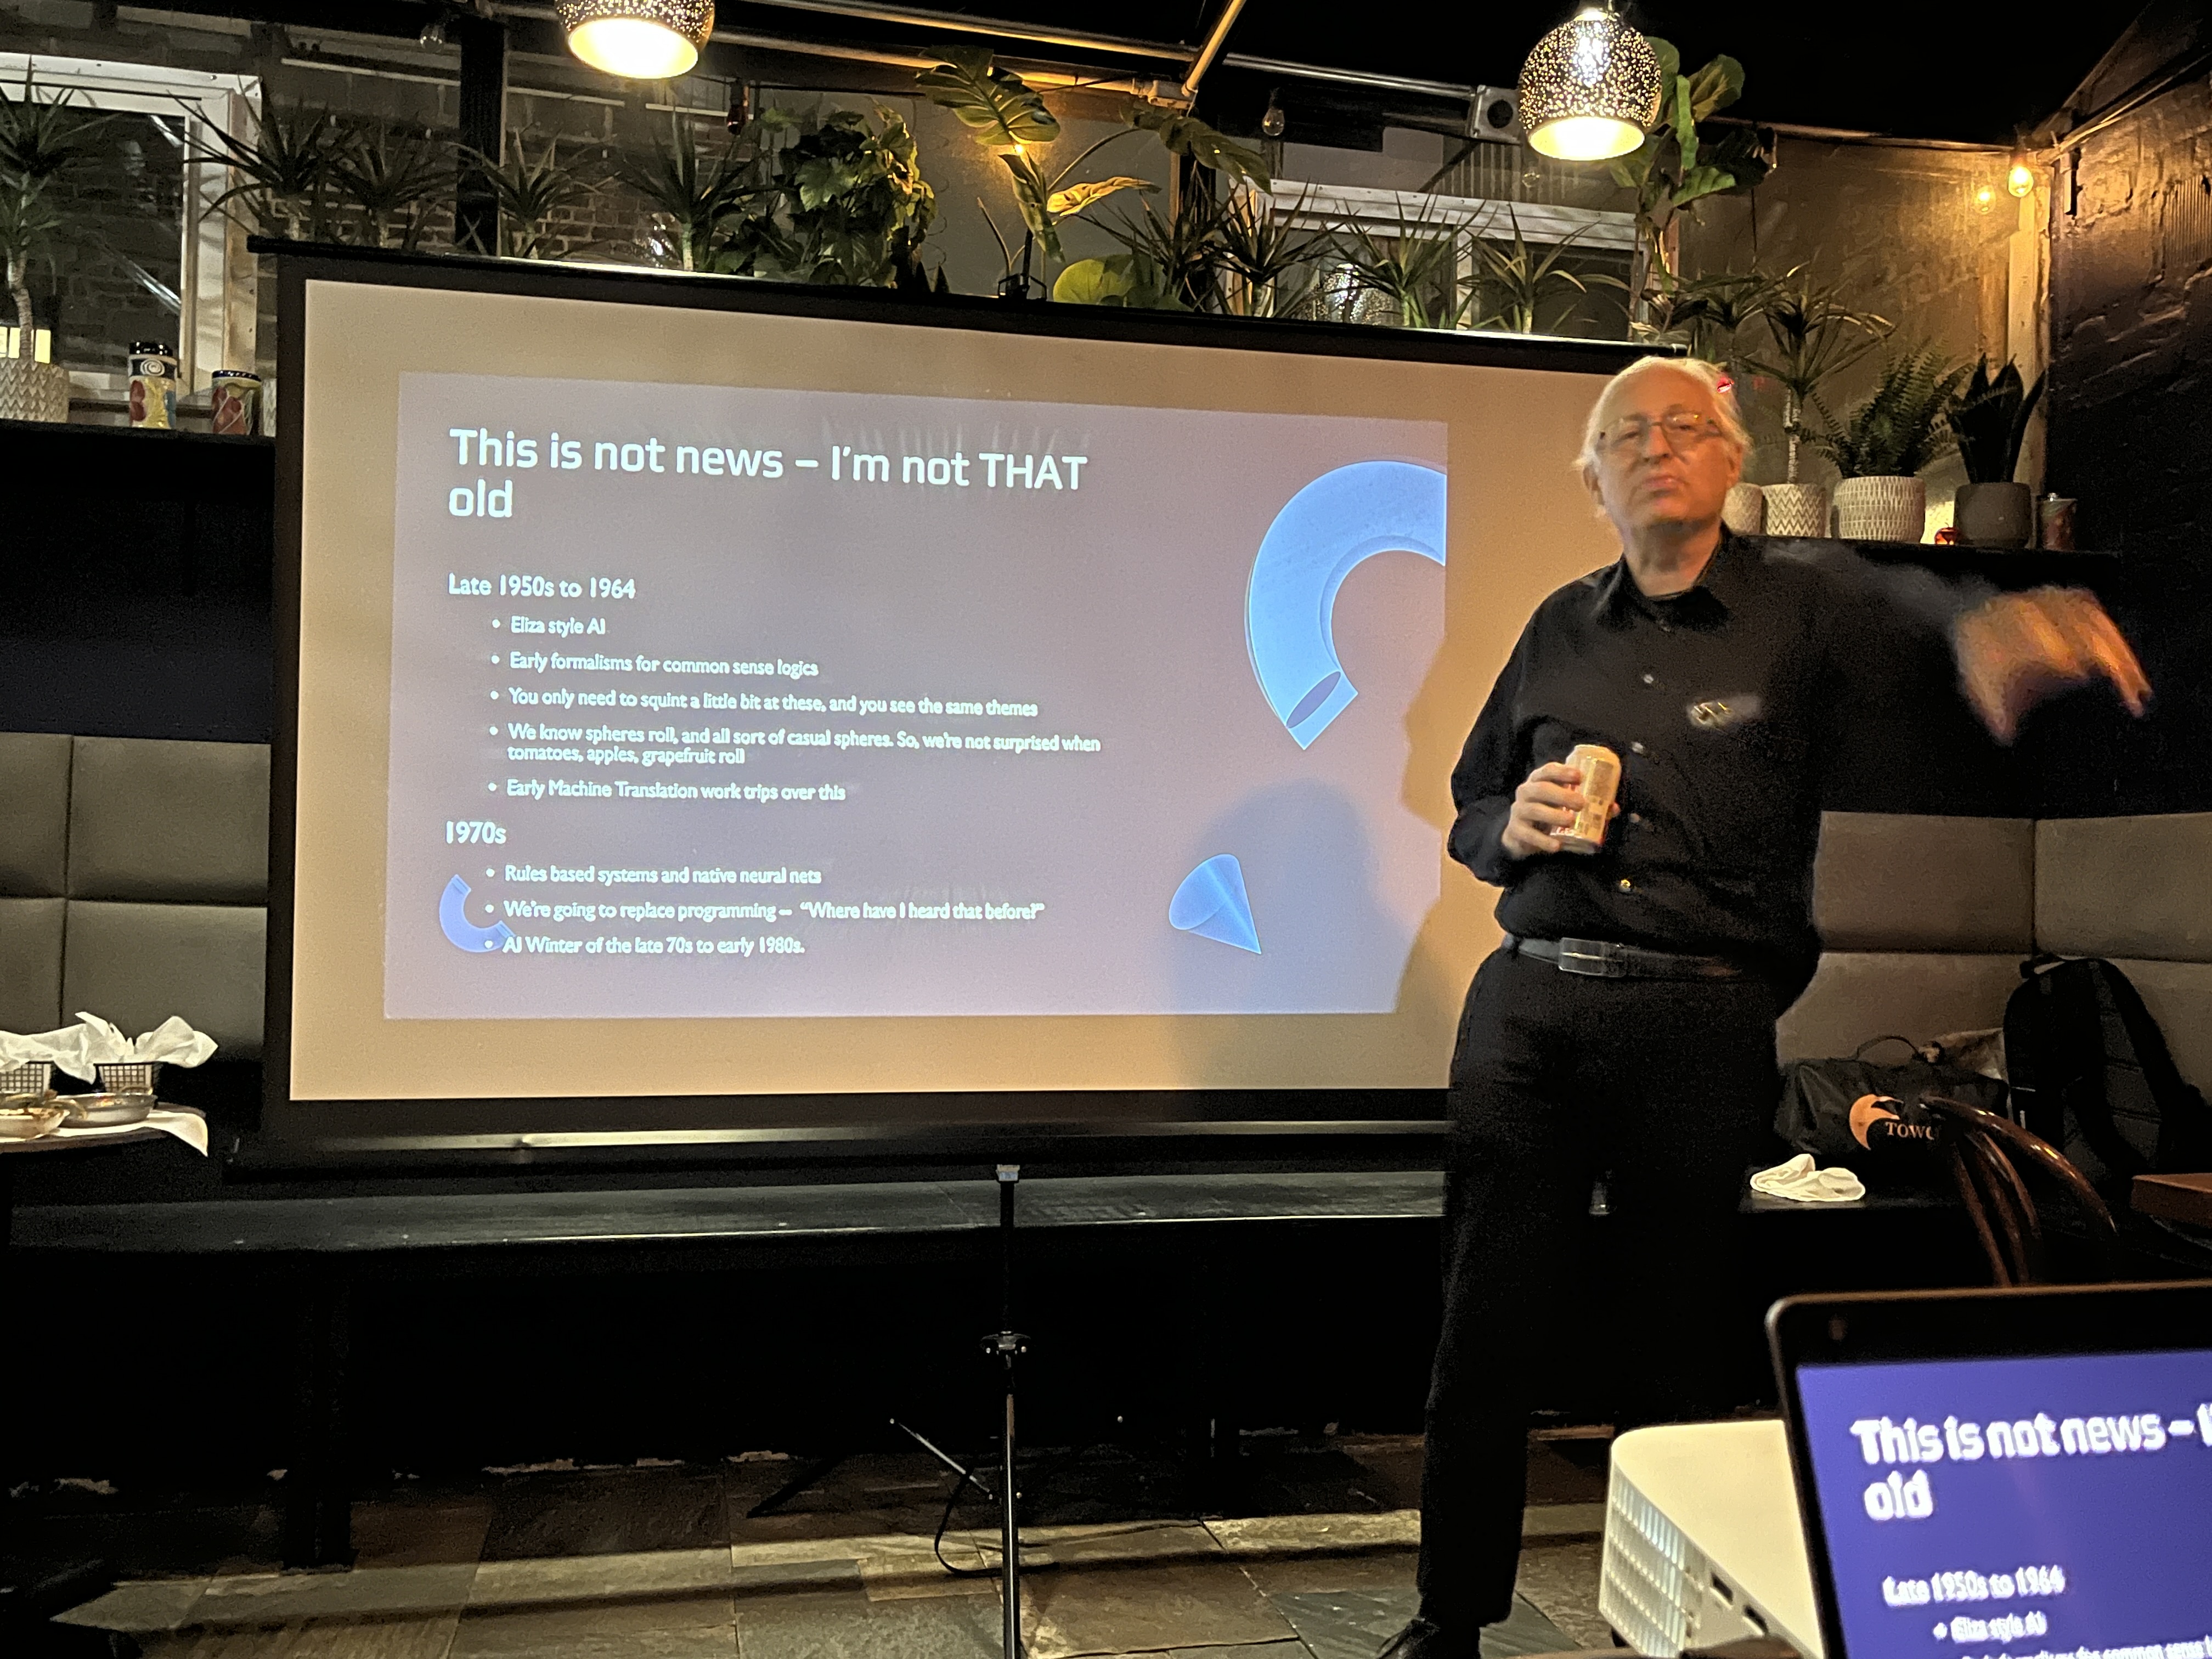 This is not news – I'm not THAT
old
Late 1950s to 1964
• Eliza style AI
• Early formalisms for common sense logics
• You only need to squint a little bit at these, and you see the same themes
• We know spheres roll, and all sort of casual spheres. So, we're not surprised when
tomatoes, apples, grapefruit roll
• Early Machine Translation work trips over this
1970s
• Rules based systems and native neural nets
• We're going to replace programming – "Where have I heard that before?"
• AI Winter of the late 70s to early 1980s.
TOWC
This is not news – I'
old
Late 1950s to 1964
• Eliza style AI